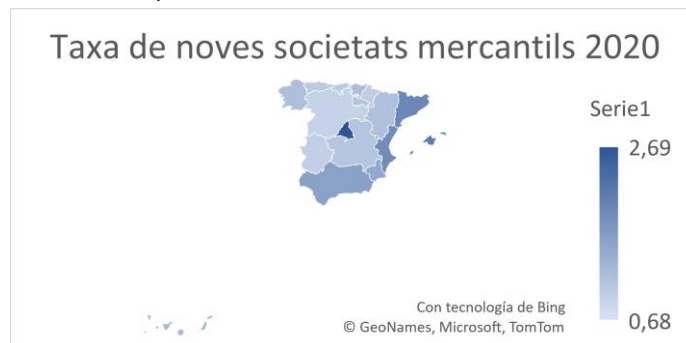 Taxa de noves societats mercantils 2020
Serie1
2,69
0,68
Con tecnología de Bing
© GeoNames, Microsoft, TomTom